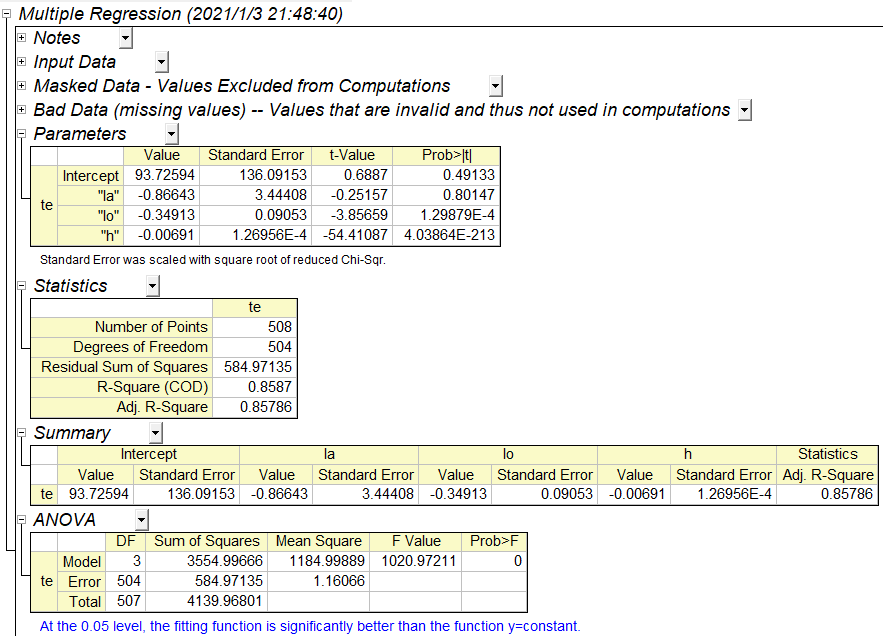 Multiple Regression (2021/1/3 21:48:40)
Notes
Input Data
Masked Data - Values Excluded from Computations
Bad Data (missing values) -- Values that are invalid and thus not used in computations
Parameters
Value Standard Error t-Value Prob>|t|
te Intercept 93.72594 136.09153 0.6887 0.49133
"la" -0.86643 3.44408 -0.25157 0.80147
"lo" -0.34913 0.09053 -3.85659 1.29879E-4
"h" -0.00691 1.26956E-4 -54.41087 4.03864E-213
Standard Error was scaled with square root of reduced Chi-Sqr.
Statistics
te
Number of Points 508
Degrees of Freedom 504
Residual Sum of Squares 584.97135
R-Square (COD) 0.8587
Adj. R-Square 0.85786
Summary
Intercept la lo h Statistics
Value Standard Error Value Standard Error Value Standard Error Value Standard Error Adj. R-Square
te 93.72594 136.09153 -0.86643 3.44408 -0.34913 0.09053 -0.00691 1.26956E-4 0.85786
ANOVA
DF Sum of Squares Mean Square F Value Prob>F
te Model 3 3554.99666 1184.99889 1020.97211 0
Error 504 584.97135 1.16066
Total 507 4139.96801
At the 0.05 level, the fitting function is significantly better than the function y=constant.